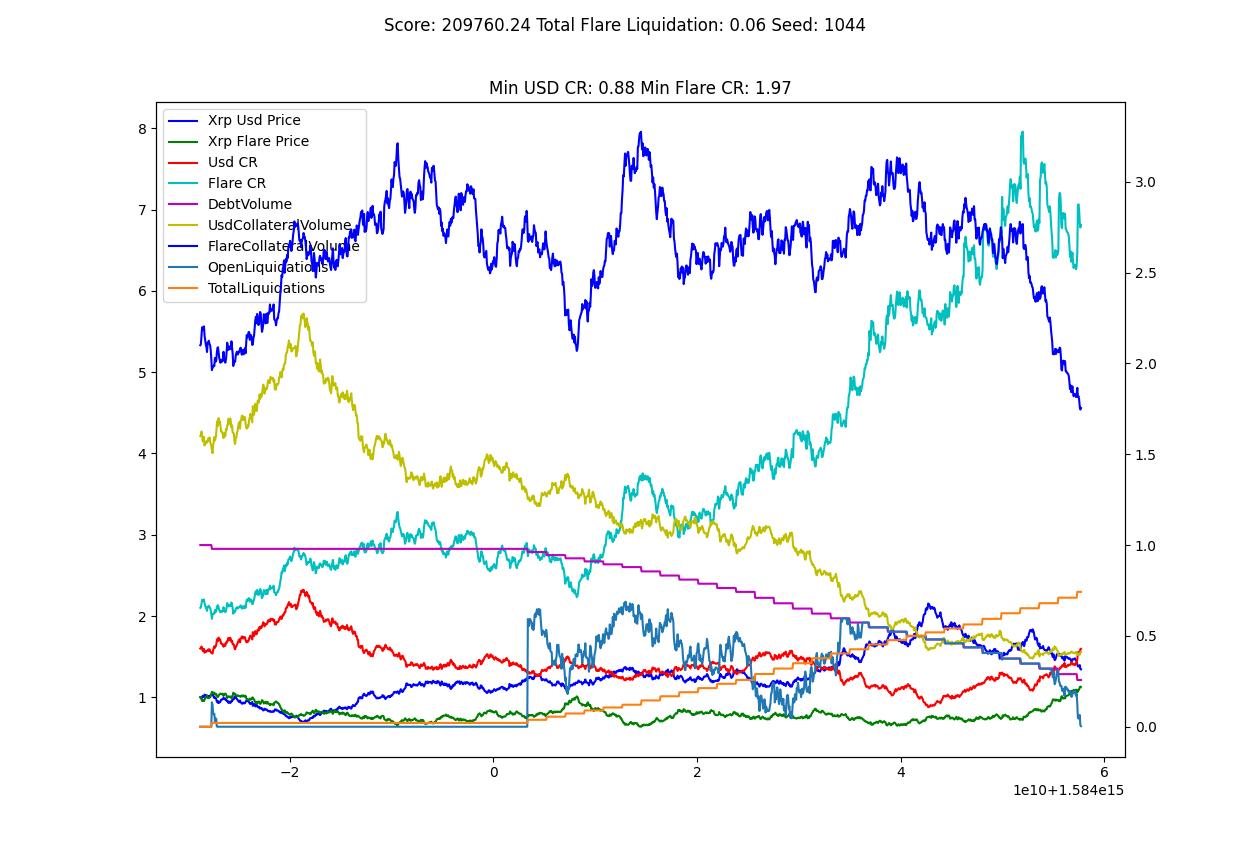 Score: 209760.24 Total Flare Liquidation: 0.06 Seed: 1044
Min USD CR: 0.88 Min Flare CR: 1.97
Xrp Usd Price
Xrp Flare Price
Usd CR
Flare CR
DebtVolume
UsdCollateralVolume
FlareCollateralVolume
OpenLiquidations
TotalLiquidations
8
7
6
5
4
3
2
1
3.0
2.5
2.0
1.5
1.0
0.5
0.0
−2 0 2 4 6
1e10+1.584e15